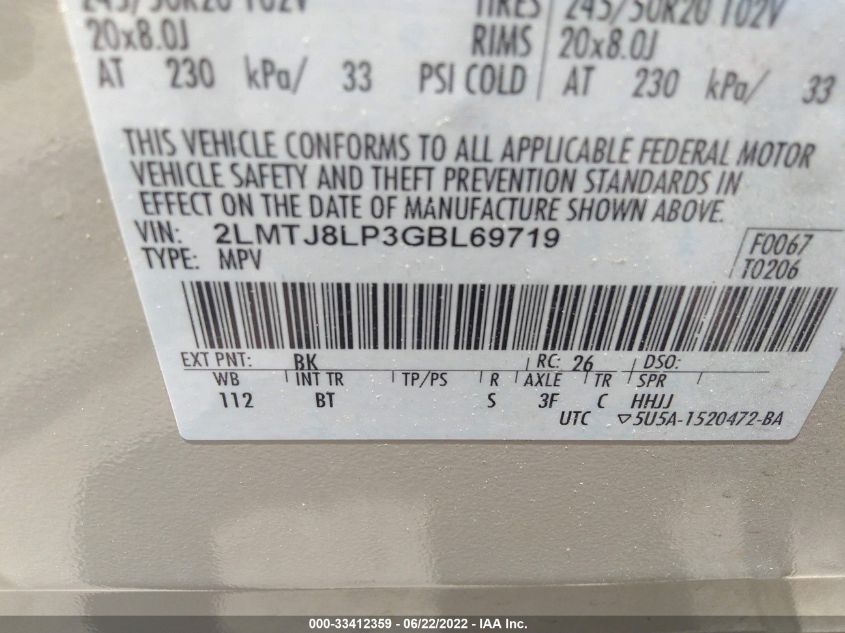 245/50R20 102V TIRES 245/50R20 102V
20x8.0J RIMS 20x8.0J
AT 230 kPa/ 33 PSI COLD AT 230 kPa/ 33
THIS VEHICLE CONFORMS TO ALL APPLICABLE FEDERAL MOTOR
VEHICLE SAFETY AND THEFT PREVENTION STANDARDS IN
EFFECT ON THE DATE OF MANUFACTURE SHOWN ABOVE.
VIN: 2LMTJ8LP3GBL69719
TYPE: MPV
F0067
T0206
EXT PNT: BK RC: 26 DSO:
WB INT TR TP/PS R AXLE TR SPR
112 BT S 3F C HHJJ
UTC ▽5U5A-1520472-BA
000-33412359 - 06/22/2022 - IAA Inc.